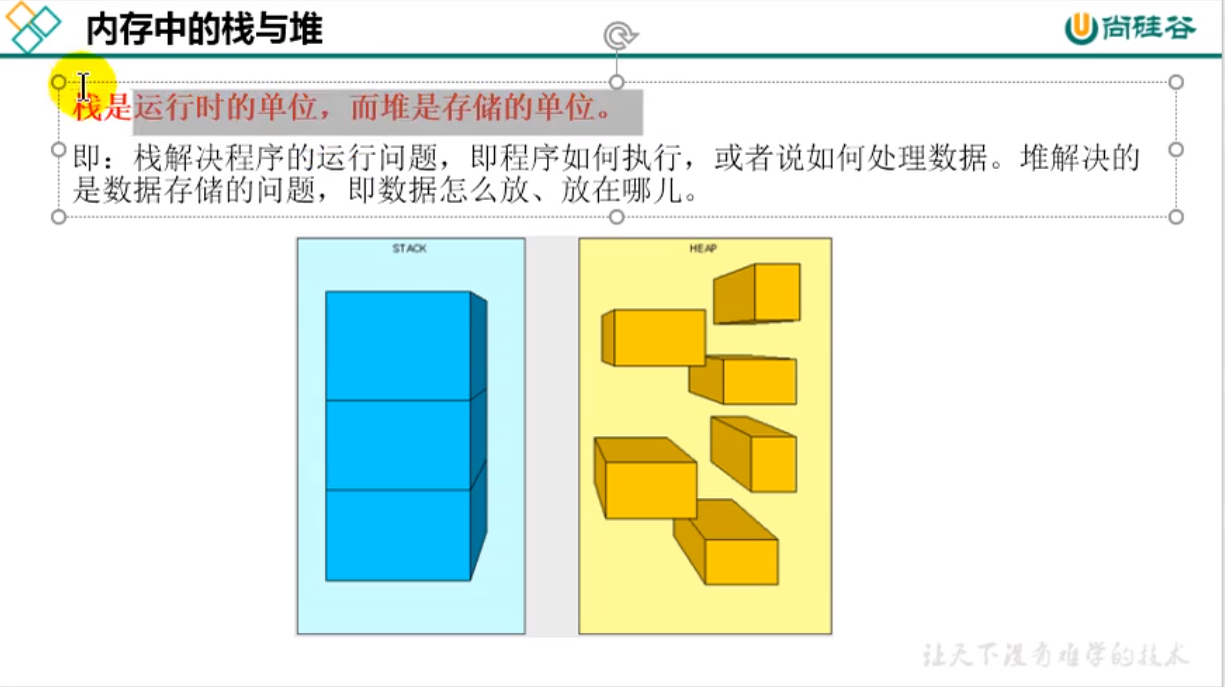 内存中的栈与堆
尚硅谷
栈是运行时的单位，而堆是存储的单位。
即：栈解决程序的运行问题，即程序如何执行，或者说如何处理数据。堆解决的
是数据存储的问题，即数据怎么放、放在哪儿。
STACK
HEAP
让天下没有难学的技术